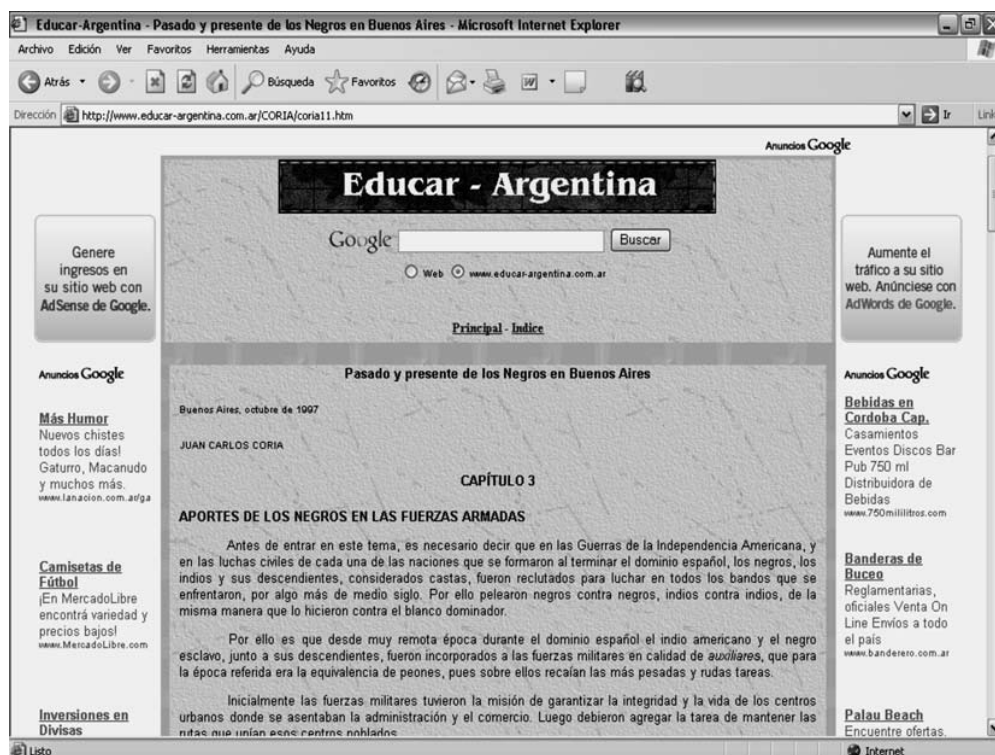 Educar-Argentina - Pasado y presente de los Negros en Buenos Aires - Microsoft Internet Explorer
Archivo Edición Ver Favoritos Herramientas Ayuda
Atrás Búsqueda Favoritos
Dirección http://www.educar-argentina.com.ar/CORIA/coria11.htm Ir
Anuncios Google
Educar - Argentina
Google Buscar
Web www.educar-argentina.com.ar
Principal - Indice
Genere
ingresos en
su sitio web con
AdSense de Google.
Anuncios Google
Más Humor
Nuevos chistes
todos los días!
Gaturro, Macanudo
y muchos más.
www.lanacion.com.ar/ga
Camisetas de
Fútbol
¡En MercadoLibre
encontrá variedad y
precios bajos!
www.MercadoLibre.com
Inversiones en
Divisas
Pasado y presente de los Negros en Buenos Aires
Buenos Aires, octubre de 1997
JUAN CARLOS CORIA
CAPÍTULO 3
APORTES DE LOS NEGROS EN LAS FUERZAS ARMADAS
Antes de entrar en este tema, es necesario decir que en las Guerras de la Independencia Americana, y
en las luchas civiles de cada una de las naciones que se formaron al terminar el dominio español, los negros, los
indios y sus descendientes, considerados castas, fueron reclutados para luchar en todos los bandos que se
enfrentaron, por algo más de medio siglo. Por ello pelearon negros contra negros, indios contra indios, de la
misma manera que lo hicieron contra el blanco dominador.
Por ello es que desde muy remota época durante el dominio español el indio americano y el negro
esclavo, junto a sus descendientes, fueron incorporados a las fuerzas militares en calidad de auxiliares, que para
la época referida era la equivalencia de peones, pues sobre ellos recaían las más pesadas y rudas tareas.
Inicialmente las fuerzas militares tuvieron la misión de garantizar la integridad y la vida de los centros
urbanos donde se asentaban la administración y el comercio. Luego debieron agregar la tarea de mantener las
rutas que unían esos centros poblados.
Aumente el
tráfico a su sitio
web. Anúnciese con
AdWords de Google.
Anuncios Google
Bebidas en
Cordoba Cap.
Casamientos
Eventos Discos Bar
Pub 750 ml
Distribuidora de
Bebidas
www.750mililitros.com
Banderas de
Buceo
Reglamentarias,
oficiales Venta On
Line Envíos a todo
el país
www.banderero.com.ar
Palau Beach
Encuentre ofertas.
Listo Internet